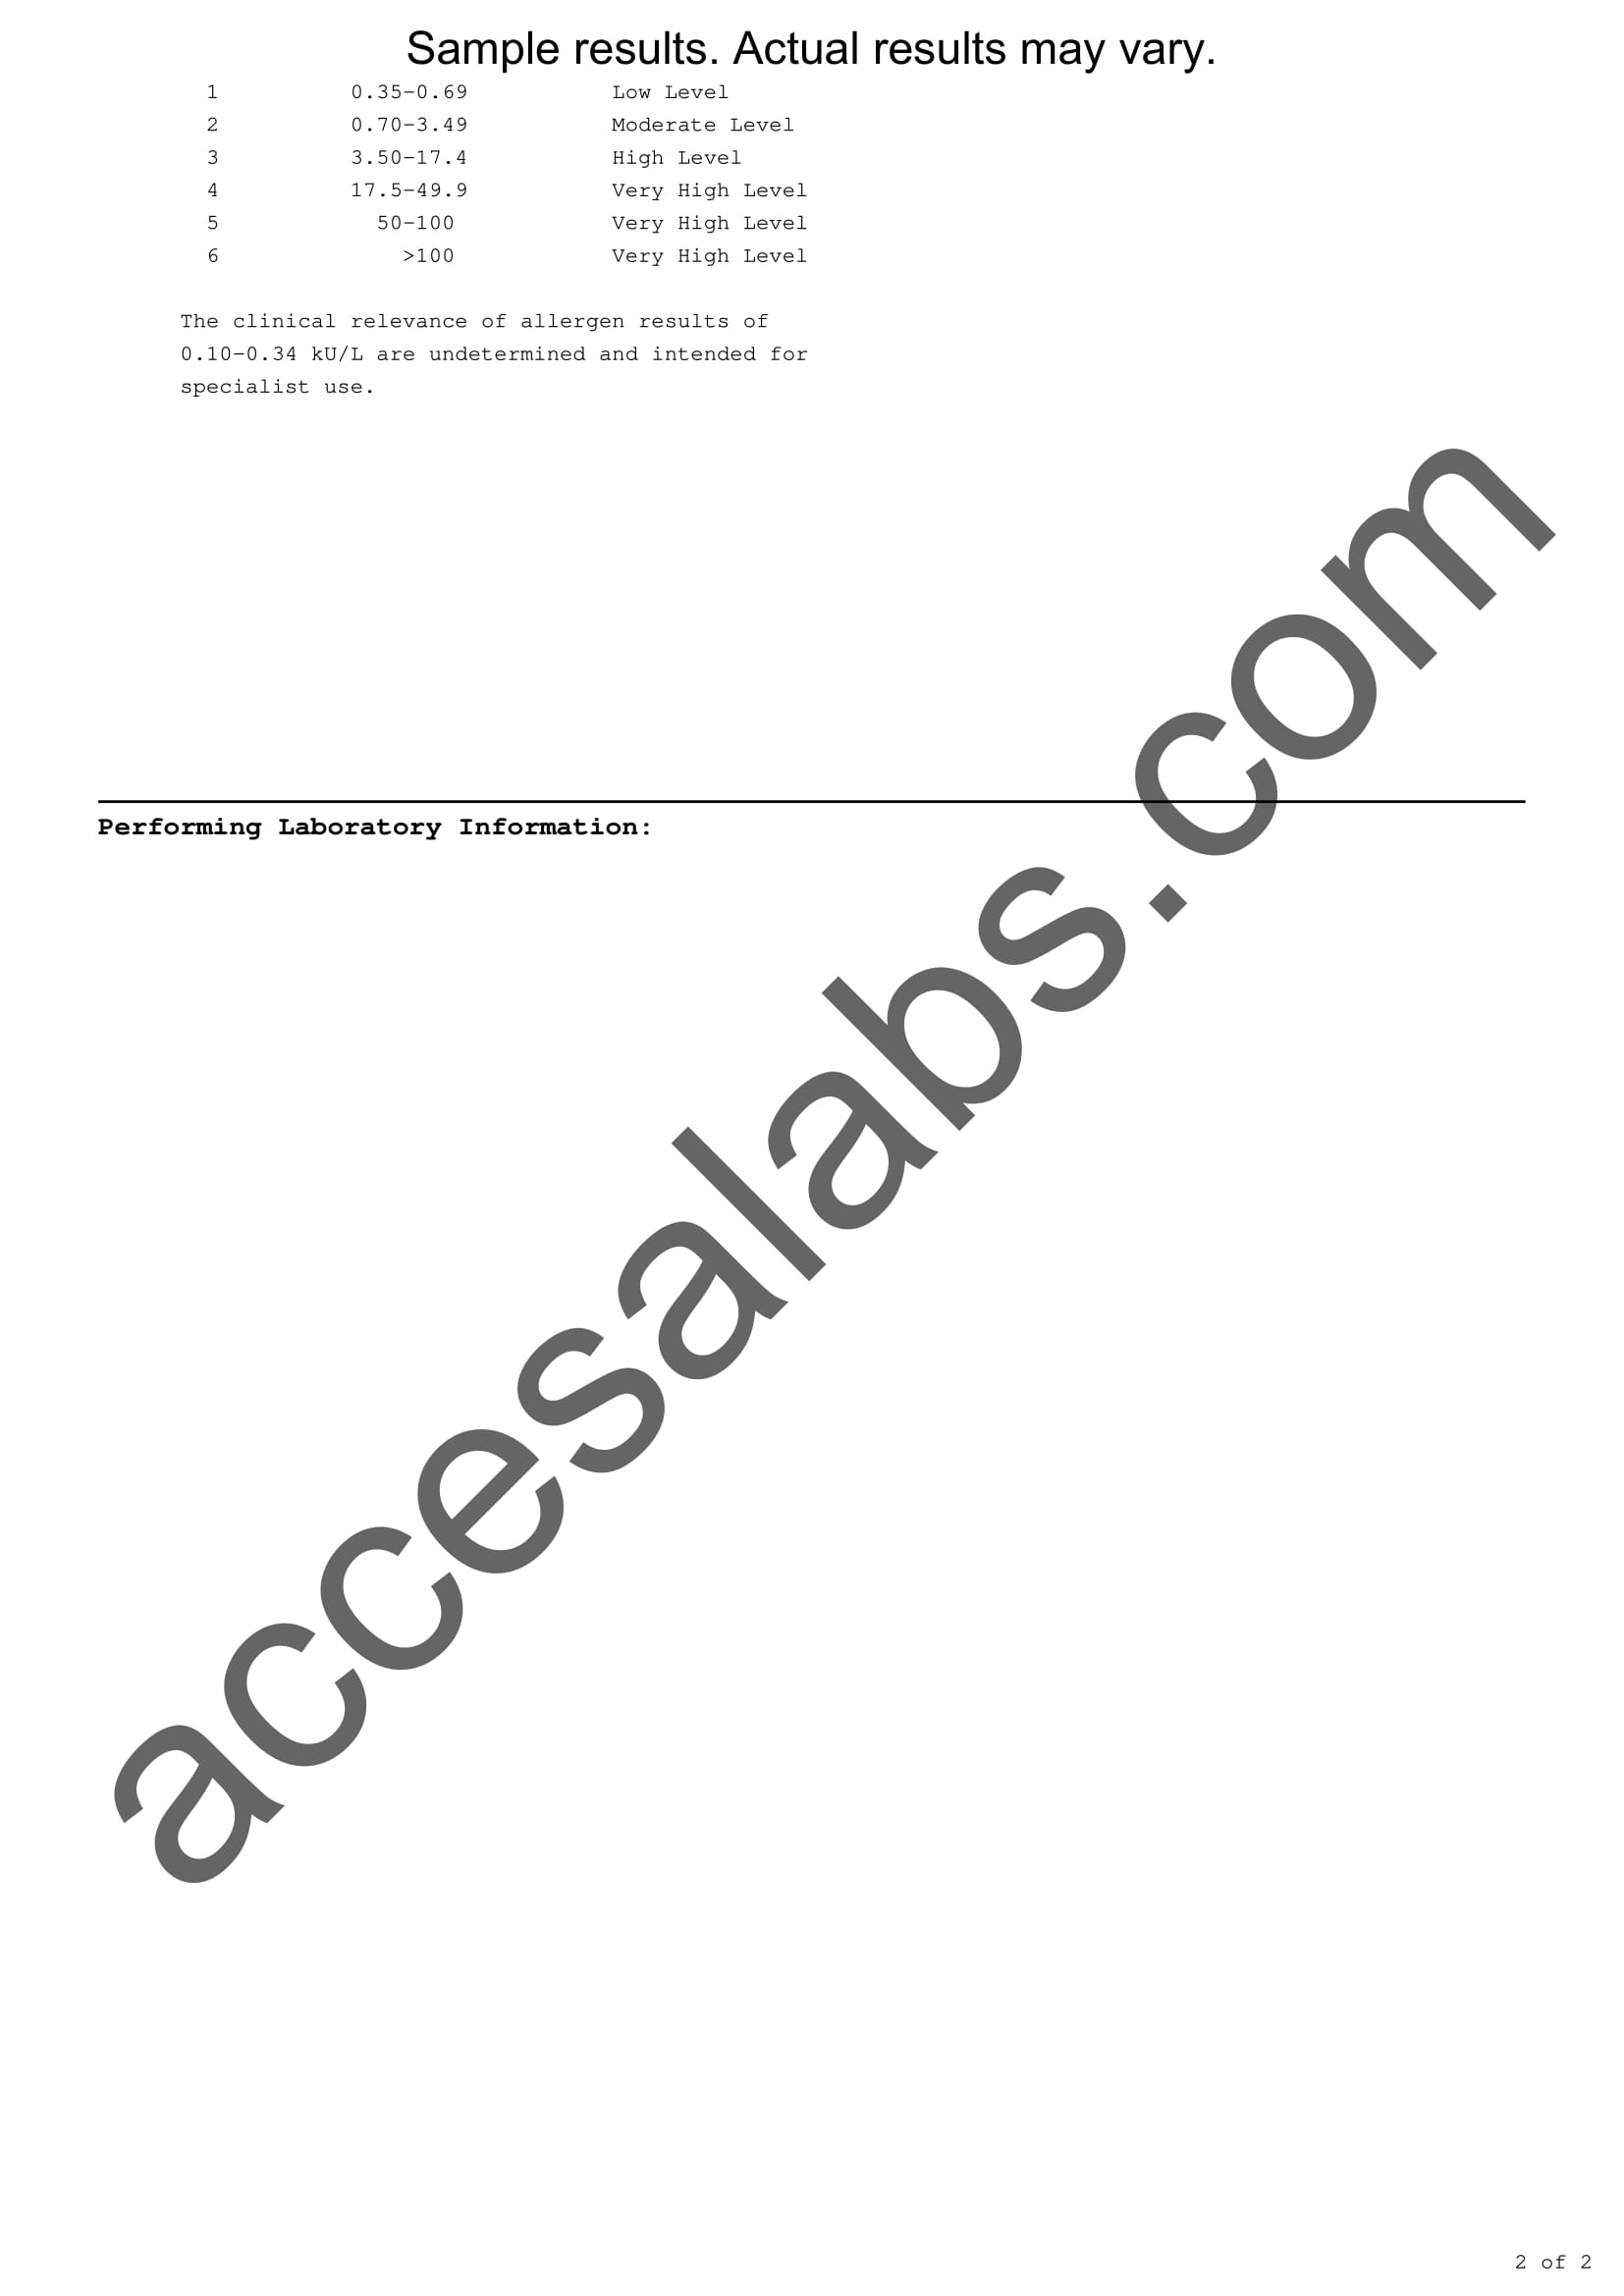 Sample results. Actual results may vary.
1 0.35-0.69 Low Level
2 0.70-3.49 Moderate Level
3 3.50-17.4 High Level
4 17.5-49.9 Very High Level
5 50-100 Very High Level
6 >100 Very High Level
The clinical relevance of allergen results of
0.10-0.34 kU/L are undetermined and intended for
specialist use.
Performing Laboratory Information:
accesalabs.com
2 of 2